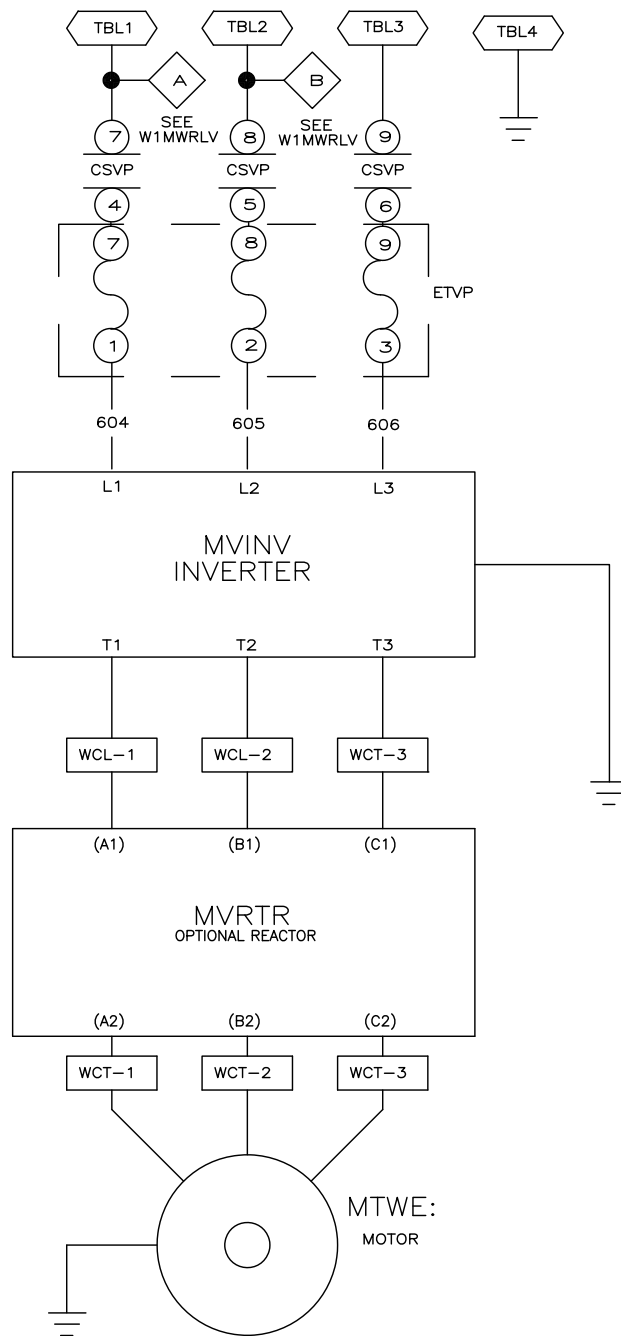 TBL1 TBL2 TBL3 TBL4
A B
SEE W1MWRLV SEE W1MWRLV
7 8 9
CSVP CSVP CSVP
4 5 6
7 8 9
ETVP
1 2 3
604 605 606
L1 L2 L3
MVINV
INVERTER
T1 T2 T3
WCL-1 WCL-2 WCT-3
(A1) (B1) (C1)
MVRTR
OPTIONAL REACTOR
(A2) (B2) (C2)
WCT-1 WCT-2 WCT-3
MTWE:
MOTOR